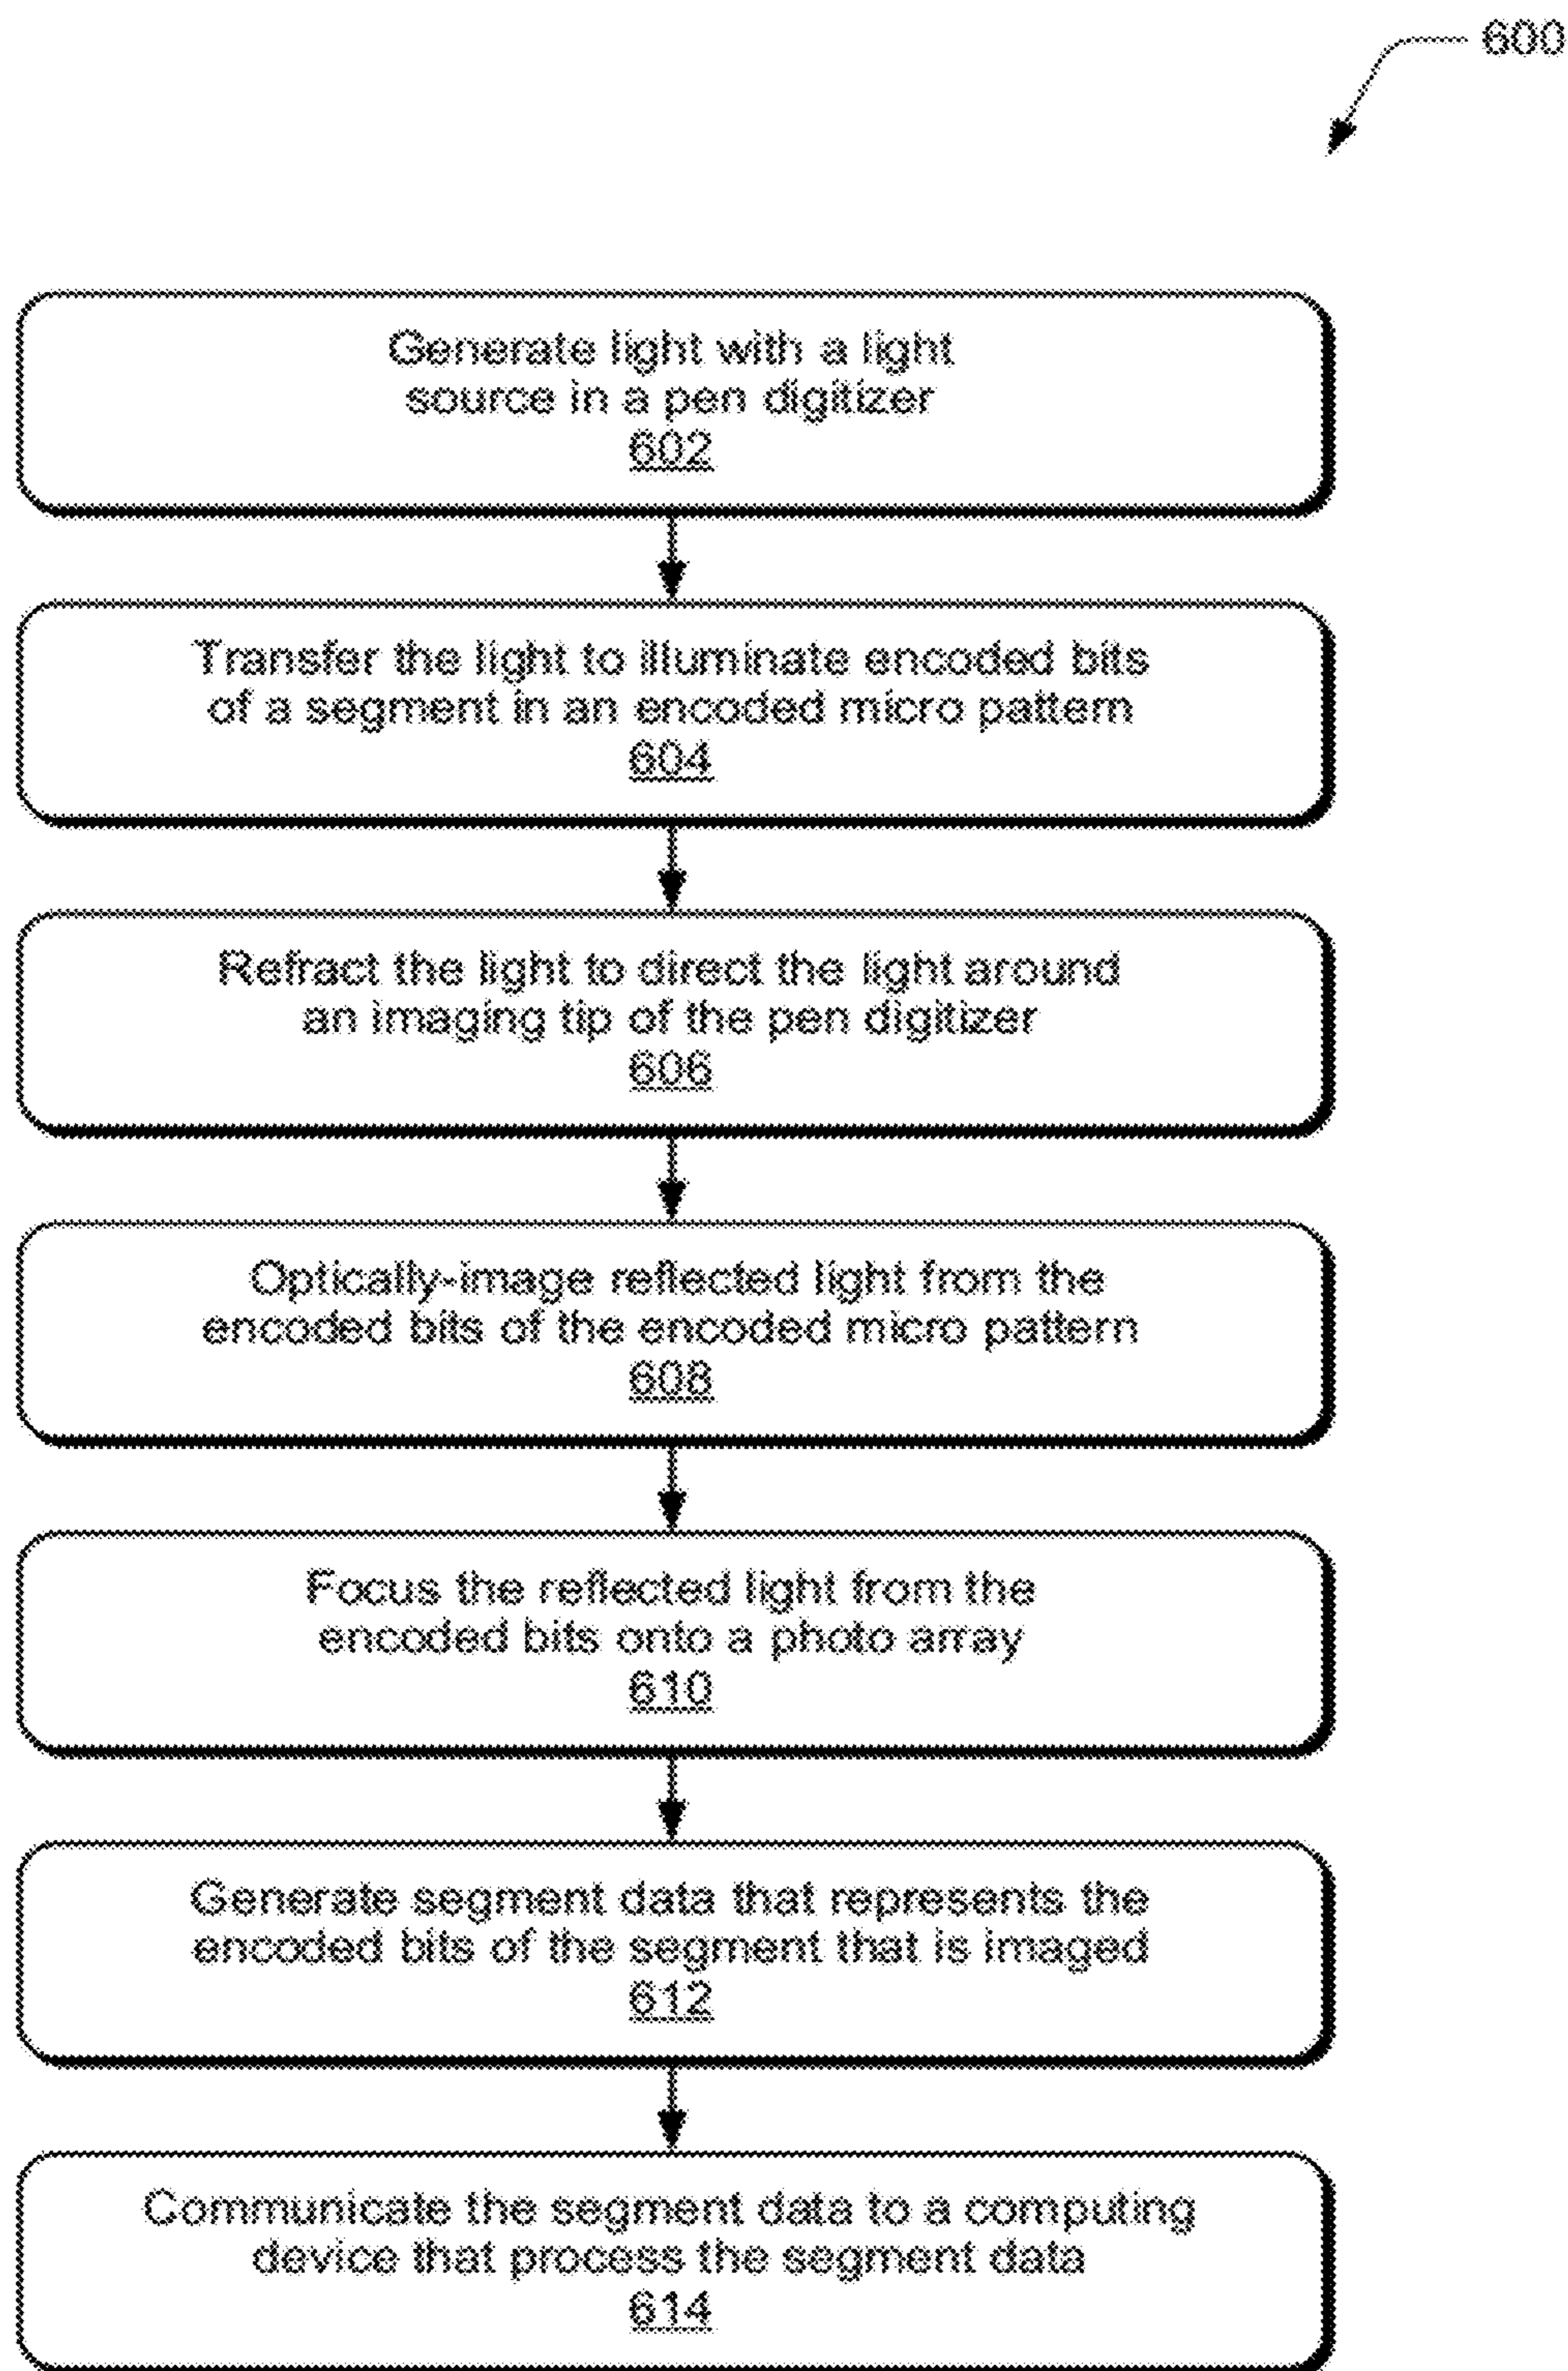 600
Generate light with a light
source in a pen digitizer
602
Transfer the light to illuminate encoded bits
of a segment in an encoded micro pattern
604
Refract the light to direct the light around
an imaging tip of the pen digitizer
606
Optically-image reflected light from the
encoded bits of the encoded micro pattern
608
Focus the reflected light from the
encoded bits onto a photo array
610
Generate segment data that represents the
encoded bits of the segment that is imaged
612
Communicate the segment data to a computing
device that process the segment data
614